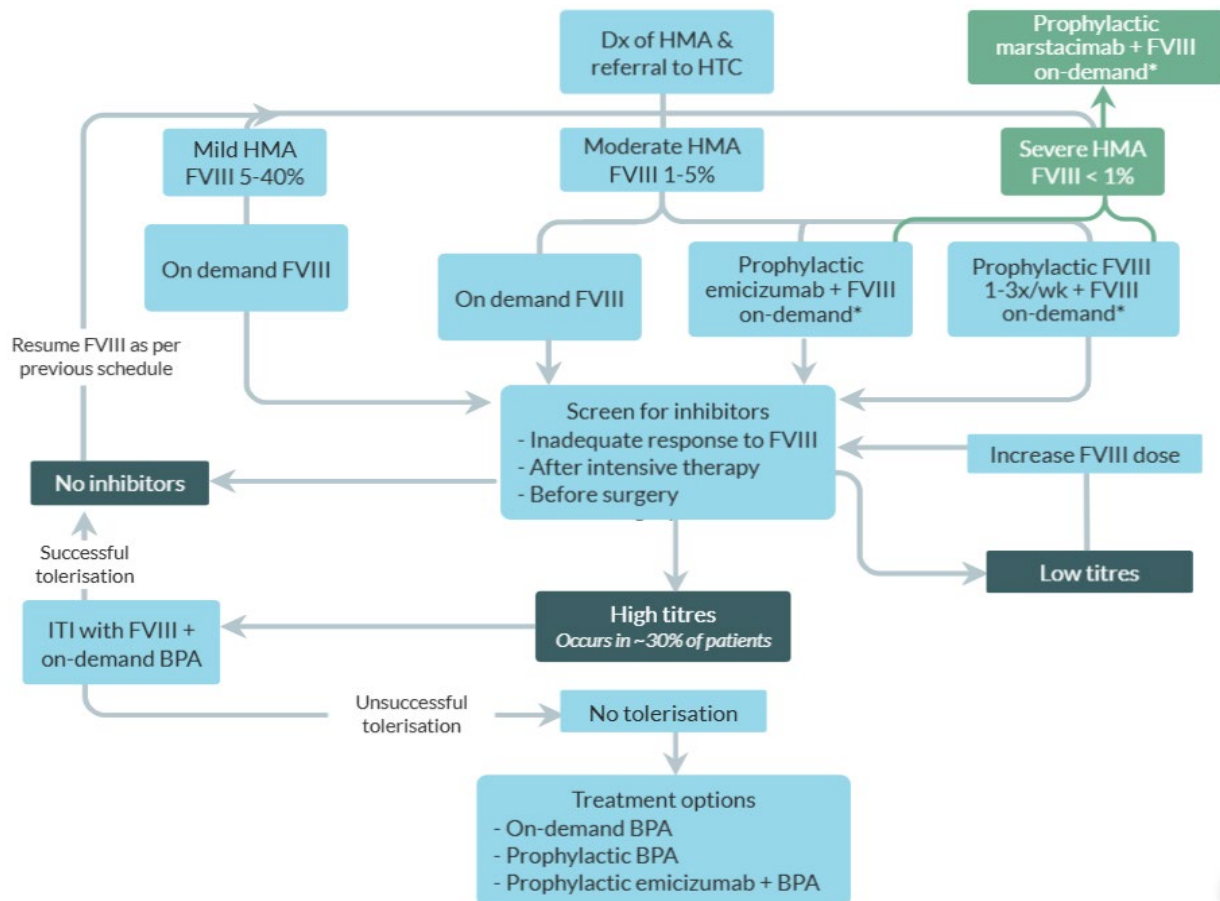 Dx of HMA &
referral to HTC
Prophylactic
marstacimab + FVIII
on-demand*
Mild HMA
FVIII 5-40%
Moderate HMA
FVIII 1-5%
Severe HMA
FVIII < 1%
On demand FVIII
On demand FVIII
Prophylactic
emicizumab + FVIII
on-demand*
Prophylactic FVIII
1-3x/wk + FVIII
on-demand*
Resume FVIII as per
previous schedule
Screen for inhibitors
- Inadequate response to FVIII
- After intensive therapy
- Before surgery
Increase FVIII dose
No inhibitors
Low titres
Successful
tolerisation
High titres
Occurs in ~30% of patients
ITI with FVIII +
on-demand BPA
Unsuccessful
tolerisation
No tolerisation
Treatment options
- On-demand BPA
- Prophylactic BPA
- Prophylactic emicizumab + BPA